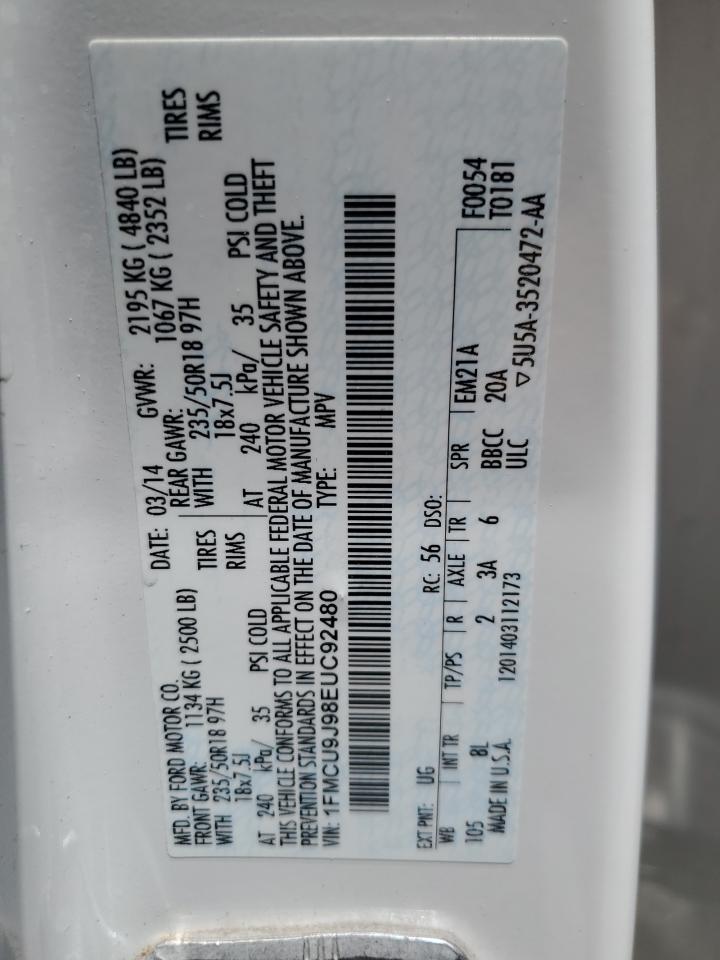 MFD. BY FORD MOTOR CO. DATE: 03/14 GVWR: 2195 KG ( 4840 LB)
FRONT GAWR: 1134 KG ( 2500 LB) REAR GAWR: 1067 KG ( 2352 LB)
WITH 235/50R18 97H TIRES WITH 235/50R18 97H TIRES
18x7.5J RIMS 18x7.5J RIMS
AT 240 kPa/ 35 PSI COLD AT 240 kPa/ 35 PSI COLD
THIS VEHICLE CONFORMS TO ALL APPLICABLE FEDERAL MOTOR VEHICLE SAFETY AND THEFT
PREVENTION STANDARDS IN EFFECT ON THE DATE OF MANUFACTURE SHOWN ABOVE.
VIN: 1FMCU9J98EUC92480 TYPE: MPV
EXT PNT: UG RC: 56 DSO:
WB INT TR TP/PS R AXLE TR SPR EM21A F0054
105 8L 2 3A 6 BBCC 20A T0181
MADE IN U.S.A. 1201403112173 ULC ▽5U5A-3520472-AA